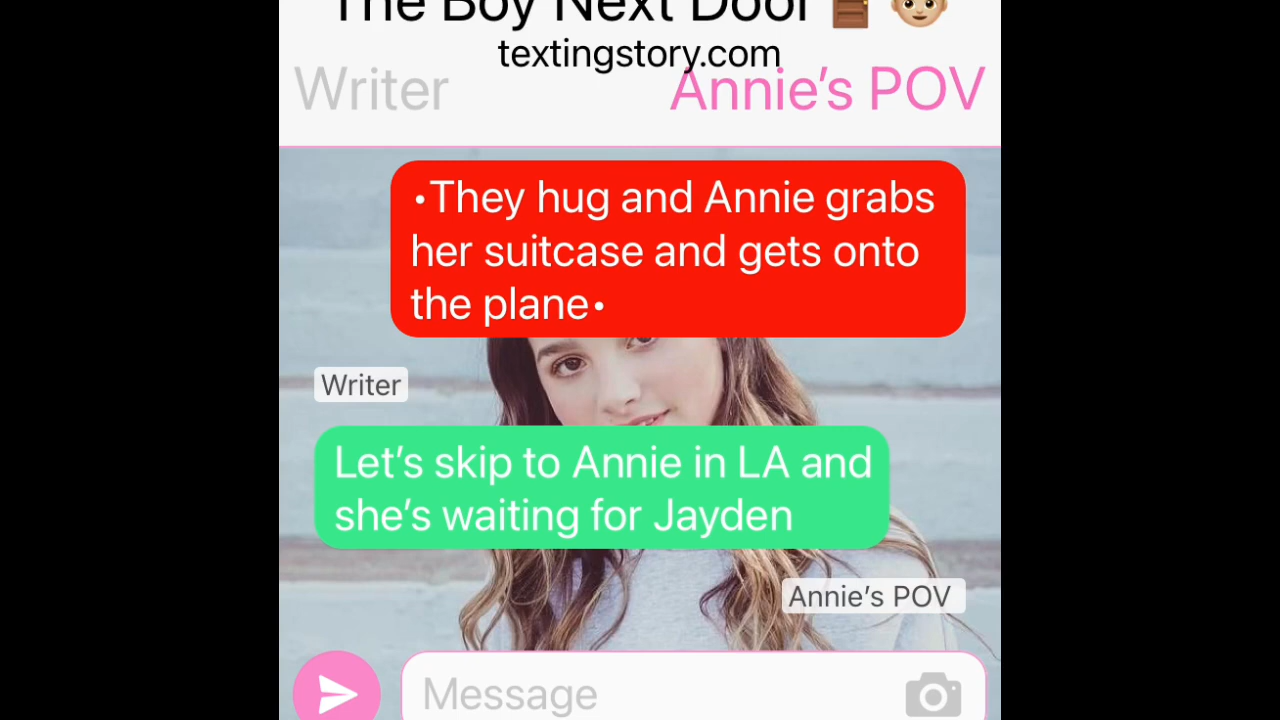 The Boy Next Door
textingstory.com
Writer
Annie’s POV
•They hug and Annie grabs
her suitcase and gets onto
the plane•
Writer
Let’s skip to Annie in LA and
she’s waiting for Jayden
Annie’s POV
Message